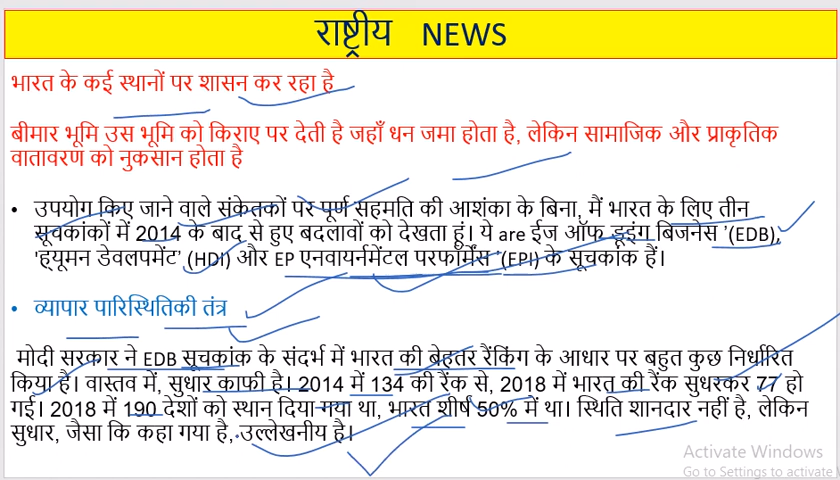 राष्ट्रीय NEWS
भारत के कई स्थानों पर शासन कर रहा है
बीमार भूमि उस भूमि को किराए पर देती है जहाँ धन जमा होता है, लेकिन सामाजिक और प्राकृतिक
वातावरण को नुकसान होता है
• उपयोग किए जाने वाले संकेतकों पर पूर्ण सहमति की आशंका के बिना, मैं भारत के लिए तीन
सूचकांकों में 2014 के बाद से हुए बदलावों को देखता हूं। ये are ईज ऑफ डूइंग बिजनेस '(EDB),
'ह्यूमन डेवलपमेंट' (HDI) और EP एनवायर्नमेंटल परफॉर्मेंस '(EPI) के सूचकांक हैं।
• व्यापार पारिस्थितिकी तंत्र
मोदी सरकार ने EDB सूचकांक के संदर्भ में भारत की बेहतर रैंकिंग के आधार पर बहुत कुछ निर्धारित
किया है। वास्तव में, सुधार काफी है। 2014 में 134 की रैंक से, 2018 में भारत की रैंक सुधरकर 77 हो
गई। 2018 में 190 देशों को स्थान दिया गया था, भारत शीर्ष 50% में था। स्थिति शानदार नहीं है, लेकिन
सुधार, जैसा कि कहा गया है, उल्लेखनीय है।
Activate Windows
Go to Settings to activate